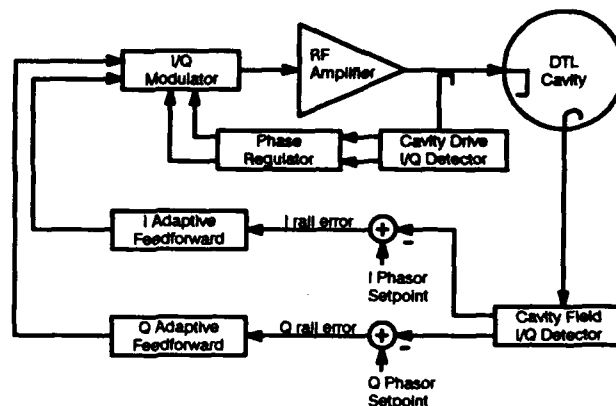 I/Q
Modulator
RF
Amplifier
DTL
Cavity
Phase
Regulator
Cavity Drive
I/Q Detector
I Adaptive
Feedforward
I rail error
I Phasor
Setpoint
Cavity Field
I/Q Detector
Q Adaptive
Feedforward
Q rail error
Q Phasor
Setpoint